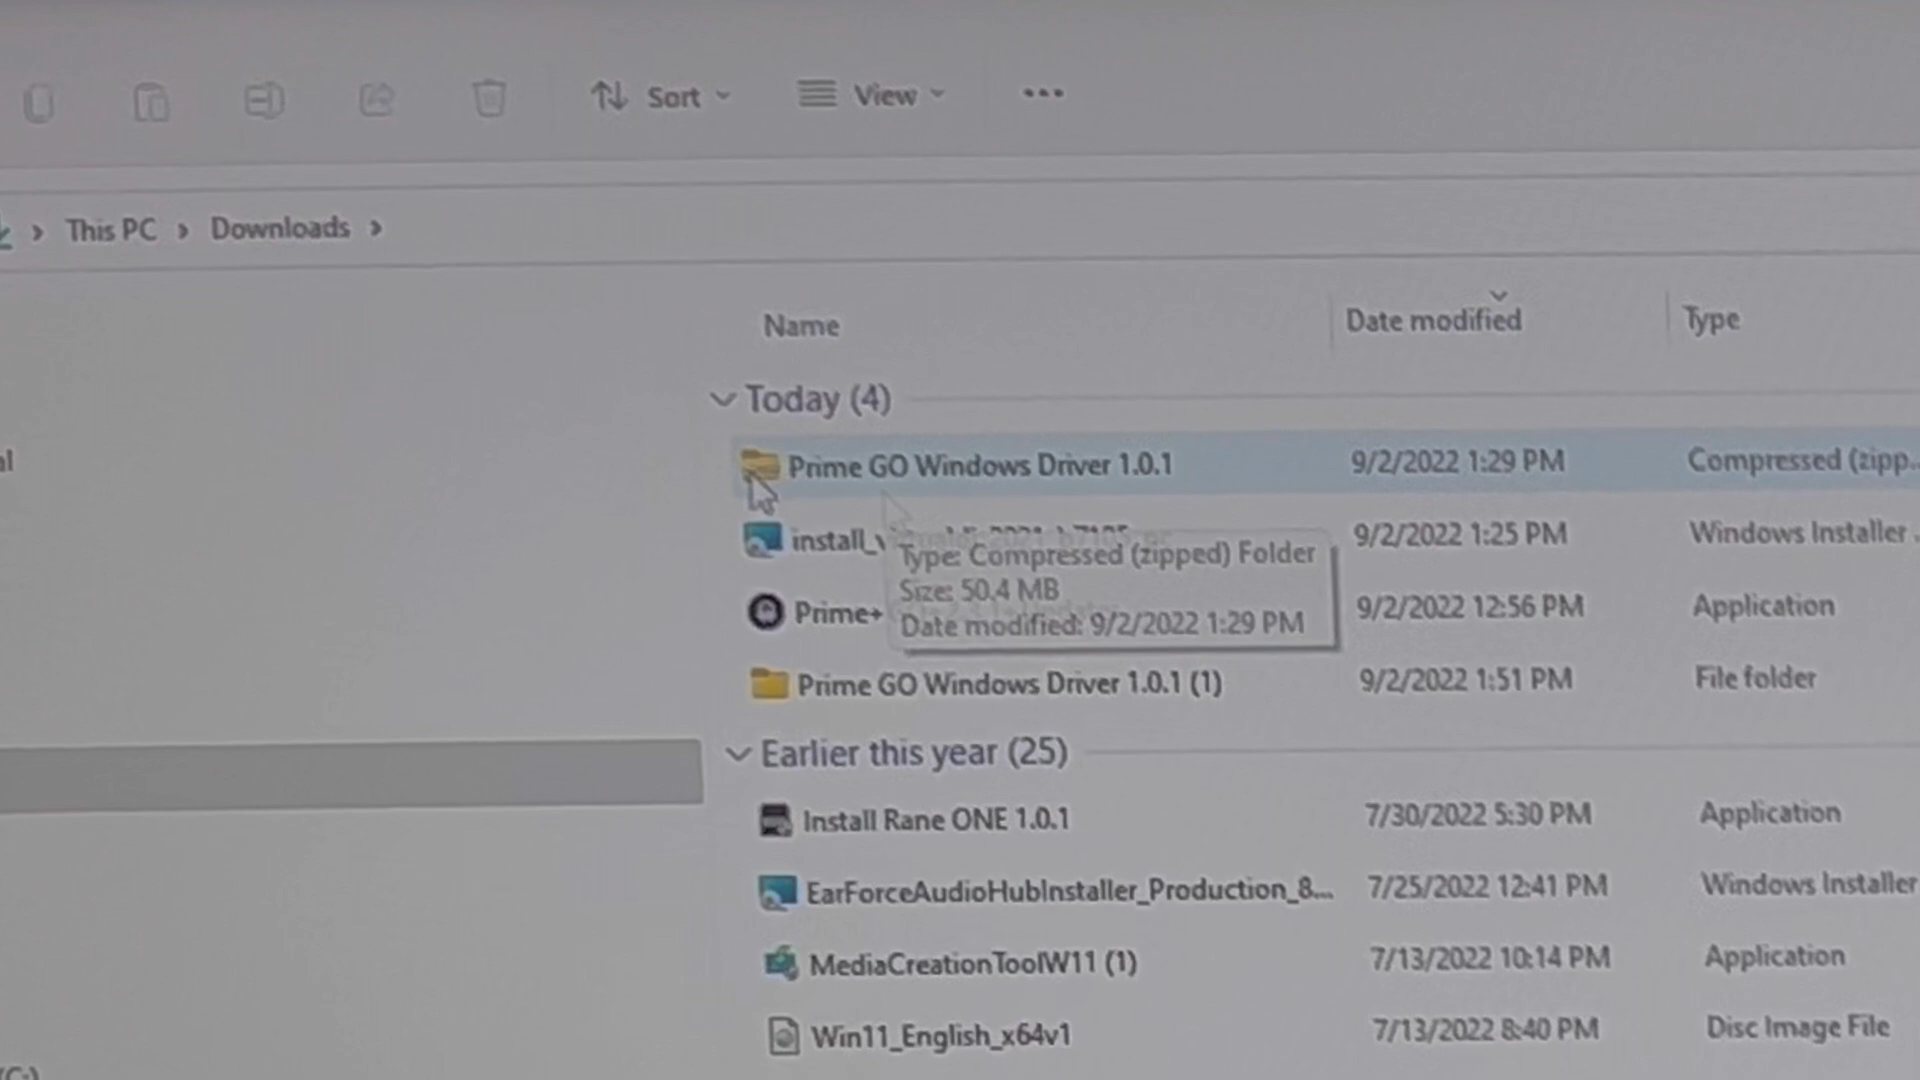 Sort
View
This PC > Downloads >
Name
Date modified
Type
Today (4)
al
Prime GO Windows Driver 1.0.1
9/2/2022 1:29 PM
Compressed (zipp...
install_
9/2/2022 1:25 PM
Windows Installer
Type: Compressed (zipped) Folder
Size: 50.4 MB
Date modified: 9/2/2022 1:29 PM
Prime+
9/2/2022 12:56 PM
Application
Prime GO Windows Driver 1.0.1 (1)
9/2/2022 1:51 PM
File folder
Earlier this year (25)
Install Rane ONE 1.0.1
7/30/2022 5:30 PM
Application
EarForceAudioHubInstaller_Production_8...
7/25/2022 12:41 PM
Windows Installer
MediaCreationToolW11 (1)
7/13/2022 10:14 PM
Application
Win11_English_x64v1
7/13/2022 8:40 PM
Disc Image File
(C:)